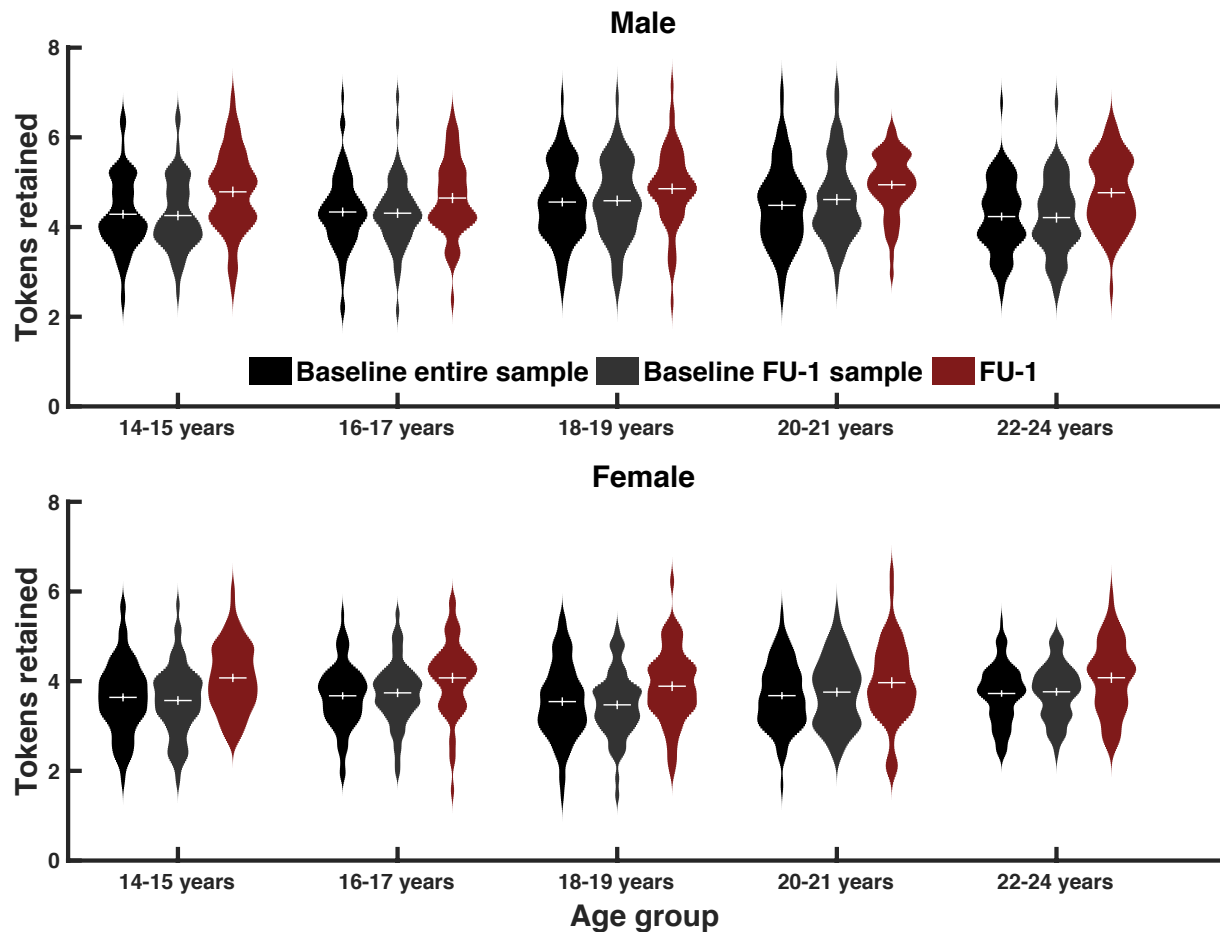 Male
8
6
4
2
0
Tokens retained
Baseline entire sample Baseline FU-1 sample FU-1
14-15 years 16-17 years 18-19 years 20-21 years 22-24 years
Female
8
6
4
2
0
Tokens retained
14-15 years 16-17 years 18-19 years 20-21 years 22-24 years
Age group